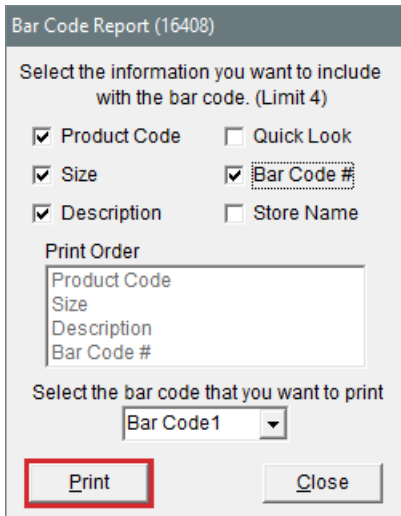 Bar Code Report (16408)
Select the information you want to include
with the bar code. (Limit 4)
Product Code Quick Look
Size Bar Code #
Description Store Name
Print Order
Product Code
Size
Description
Bar Code #
Select the bar code that you want to print
Bar Code1
Print Close